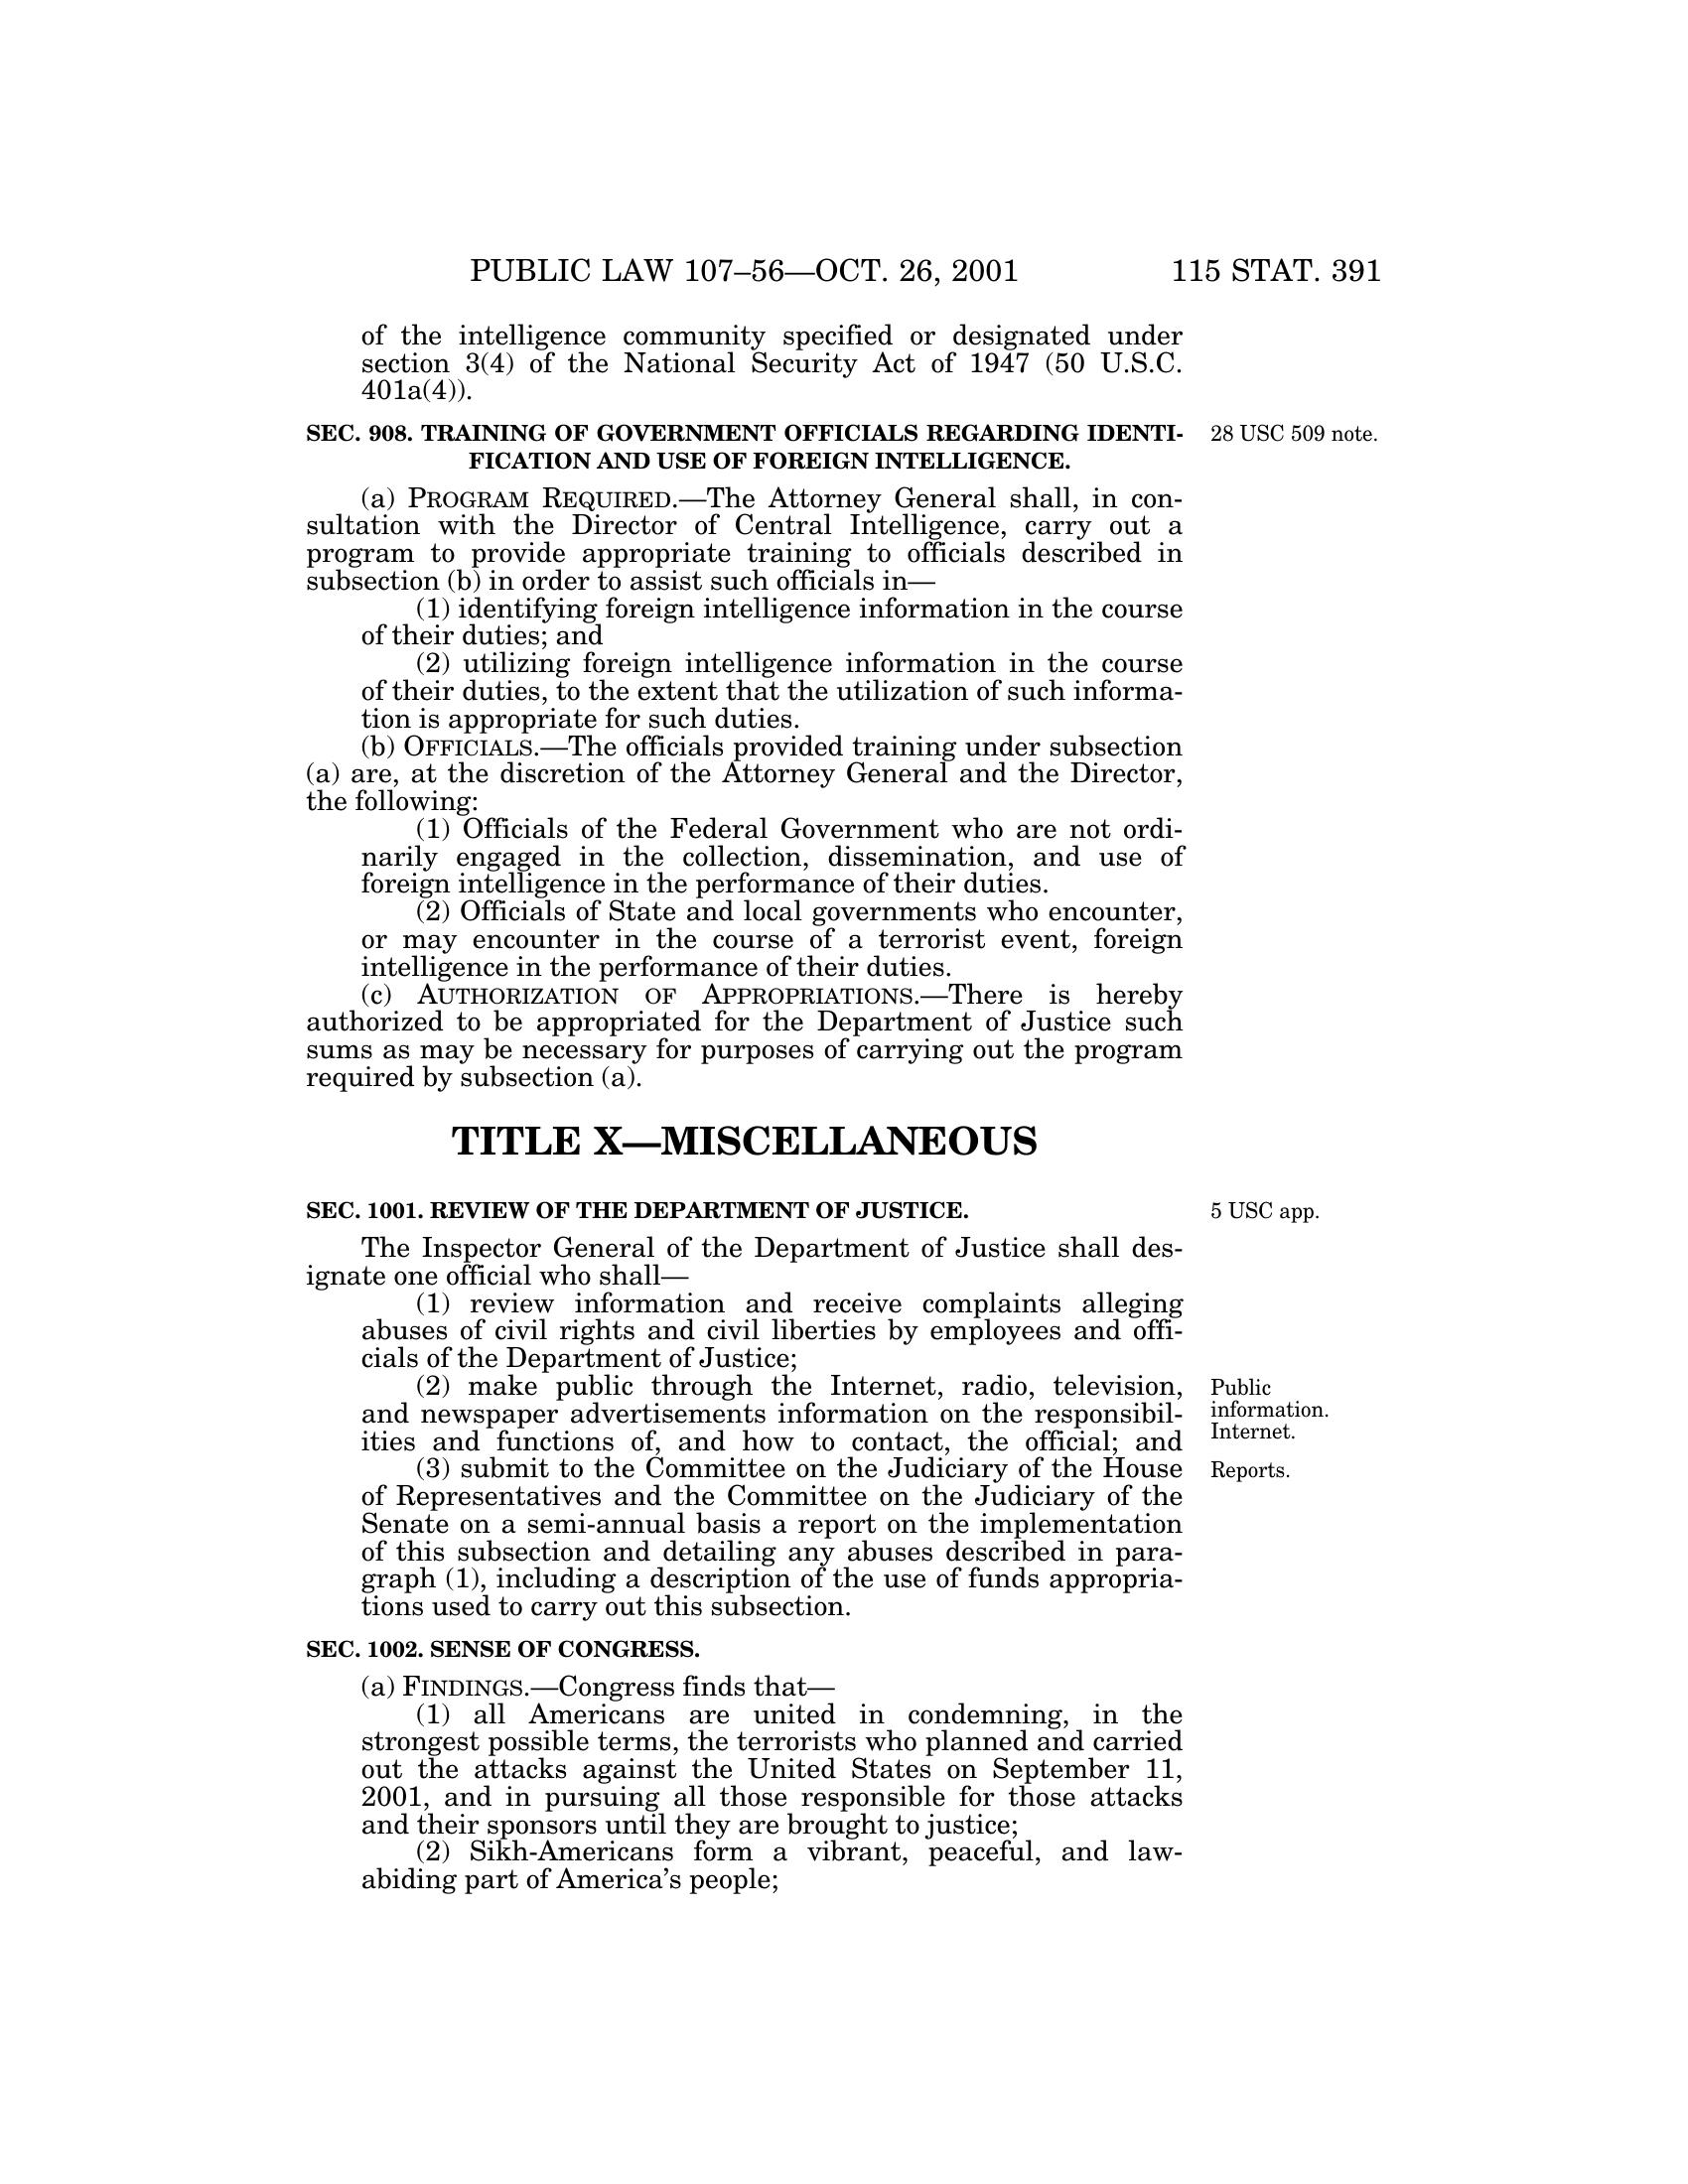 PUBLIC LAW 107–56—OCT. 26, 2001 115 STAT. 391
of the intelligence community specified or designated under
section 3(4) of the National Security Act of 1947 (50 U.S.C.
401a(4)).
SEC. 908. TRAINING OF GOVERNMENT OFFICIALS REGARDING IDENTI-
FICATION AND USE OF FOREIGN INTELLIGENCE.
28 USC 509 note.
(a) PROGRAM REQUIRED.—The Attorney General shall, in con-
sultation with the Director of Central Intelligence, carry out a
program to provide appropriate training to officials described in
subsection (b) in order to assist such officials in—
(1) identifying foreign intelligence information in the course
of their duties; and
(2) utilizing foreign intelligence information in the course
of their duties, to the extent that the utilization of such informa-
tion is appropriate for such duties.
(b) OFFICIALS.—The officials provided training under subsection
(a) are, at the discretion of the Attorney General and the Director,
the following:
(1) Officials of the Federal Government who are not ordi-
narily engaged in the collection, dissemination, and use of
foreign intelligence in the performance of their duties.
(2) Officials of State and local governments who encounter,
or may encounter in the course of a terrorist event, foreign
intelligence in the performance of their duties.
(c) AUTHORIZATION OF APPROPRIATIONS.—There is hereby
authorized to be appropriated for the Department of Justice such
sums as may be necessary for purposes of carrying out the program
required by subsection (a).
TITLE X—MISCELLANEOUS
SEC. 1001. REVIEW OF THE DEPARTMENT OF JUSTICE.
5 USC app.
The Inspector General of the Department of Justice shall des-
ignate one official who shall—
(1) review information and receive complaints alleging
abuses of civil rights and civil liberties by employees and offi-
cials of the Department of Justice;
(2) make public through the Internet, radio, television,
and newspaper advertisements information on the responsibil-
ities and functions of, and how to contact, the official; and
Public
information.
Internet.
(3) submit to the Committee on the Judiciary of the House
of Representatives and the Committee on the Judiciary of the
Senate on a semi-annual basis a report on the implementation
of this subsection and detailing any abuses described in para-
graph (1), including a description of the use of funds appropria-
tions used to carry out this subsection.
Reports.
SEC. 1002. SENSE OF CONGRESS.
(a) FINDINGS.—Congress finds that—
(1) all Americans are united in condemning, in the
strongest possible terms, the terrorists who planned and carried
out the attacks against the United States on September 11,
2001, and in pursuing all those responsible for those attacks
and their sponsors until they are brought to justice;
(2) Sikh-Americans form a vibrant, peaceful, and law-
abiding part of America's people;